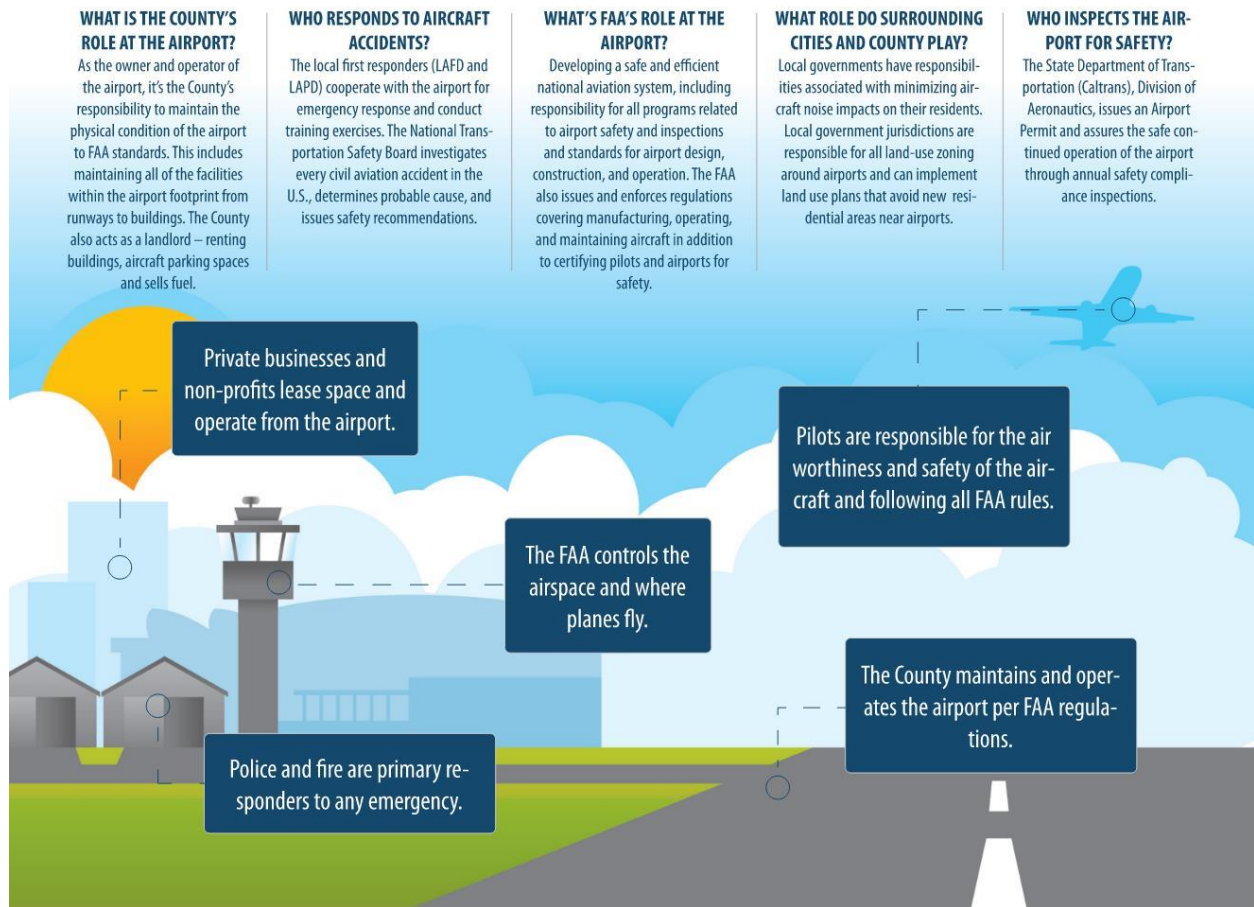 WHAT IS THE COUNTY'S
ROLE AT THE AIRPORT?
As the owner and operator of
the airport, it's the County's
responsibility to maintain the
physical condition of the airport
to FAA standards. This includes
maintaining all of the facilities
within the airport footprint from
runways to buildings. The County
also acts as a landlord – renting
buildings, aircraft parking spaces
and sells fuel.
WHO RESPONDS TO AIRCRAFT
ACCIDENTS?
The local first responders (LAFD and
LAPD) cooperate with the airport for
emergency response and conduct
training exercises. The National Trans-
portation Safety Board investigates
every civil aviation accident in the
U.S., determines probable cause, and
issues safety recommendations.
WHAT'S FAA'S ROLE AT THE
AIRPORT?
Developing a safe and efficient
national aviation system, including
responsibility for all programs related
to airport safety and inspections
and standards for airport design,
construction, and operation. The FAA
also issues and enforces regulations
covering manufacturing, operating,
and maintaining aircraft in addition
to certifying pilots and airports for
safety.
WHAT ROLE DO SURROUNDING
CITIES AND COUNTY PLAY?
Local governments have responsibil-
ities associated with minimizing air-
craft noise impacts on their residents.
Local government jurisdictions are
responsible for all land-use zoning
around airports and can implement
land use plans that avoid new resi-
dential areas near airports.
WHO INSPECTS THE AIR-
PORT FOR SAFETY?
The State Department of Trans-
portation (Caltrans), Division of
Aeronautics, issues an Airport
Permit and assures the safe con-
tinued operation of the airport
through annual safety compli-
ance inspections.
Private businesses and
non-profits lease space and
operate from the airport.
Pilots are responsible for the air
worthiness and safety of the air-
craft and following all FAA rules.
The FAA controls the
airspace and where
planes fly.
The County maintains and oper-
ates the airport per FAA regula-
tions.
Police and fire are primary re-
sponders to any emergency.